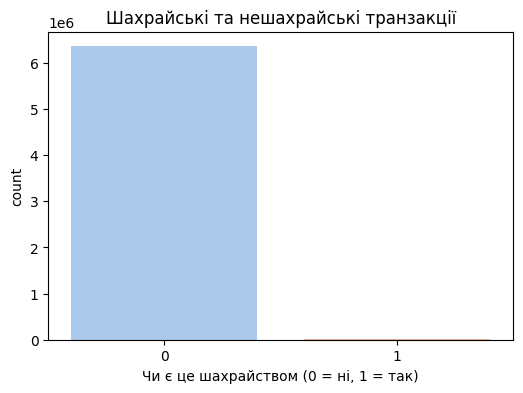 Шахрайські та нешахрайські транзакції
1e6
6
5
4
3
2
1
0
count
0
1
Чи є це шахрайством (0 = ні, 1 = так)